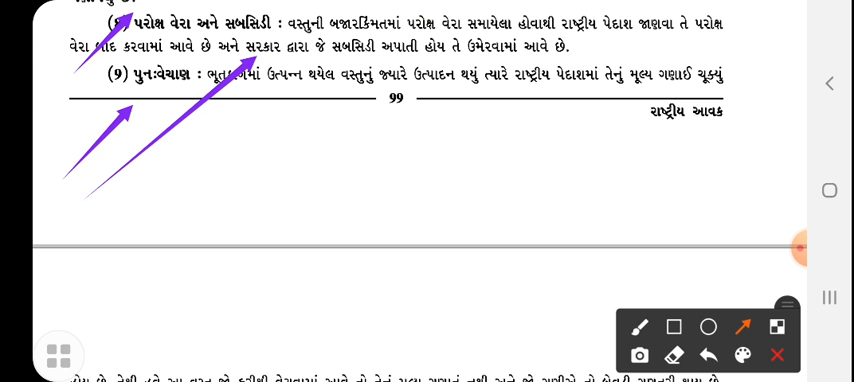 (8) પરોક્ષ વેરા અને સબસિડી : વસ્તુની બજારકિંમતમાં પરોક્ષ વેરા સમાયેલા હોવાથી રાષ્ટ્રીય પેદાશ જાણવા તે પરોક્ષ
વેરા બાદ કરવામાં આવે છે અને સરકાર દ્વારા જે સબસિડી અપાતી હોય તે ઉમેરવામાં આવે છે.
(9) પુનઃવેચાણ : ભૂતકાળમાં ઉત્પન્ન થયેલ વસ્તુનું જ્યારે ઉત્પાદન થયું ત્યારે રાષ્ટ્રીય પેદાશમાં તેનું મૂલ્ય ગણાઈ ચૂક્યું
99
રાષ્ટ્રીય આવક